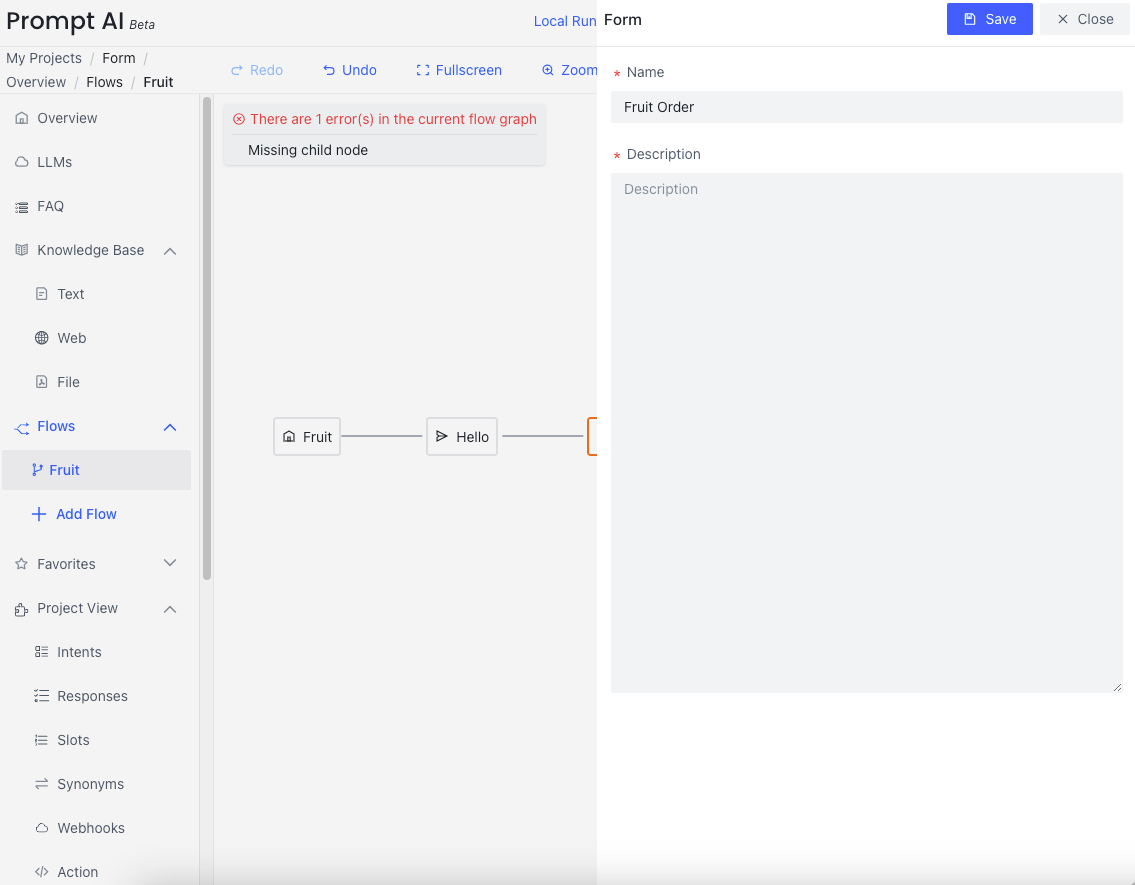 Prompt AI Beta
Local Run
My Projects / Form /
Overview / Flows / Fruit
Redo
Undo
Fullscreen
Zoom
Overview
LLMs
FAQ
Knowledge Base
Text
Web
File
Flows
Fruit
Add Flow
Favorites
Project View
Intents
Responses
Slots
Synonyms
Webhooks
Action
There are 1 error(s) in the current flow graph
Missing child node
Fruit
Hello
Form
Save
Close
* Name
Fruit Order
* Description
Description